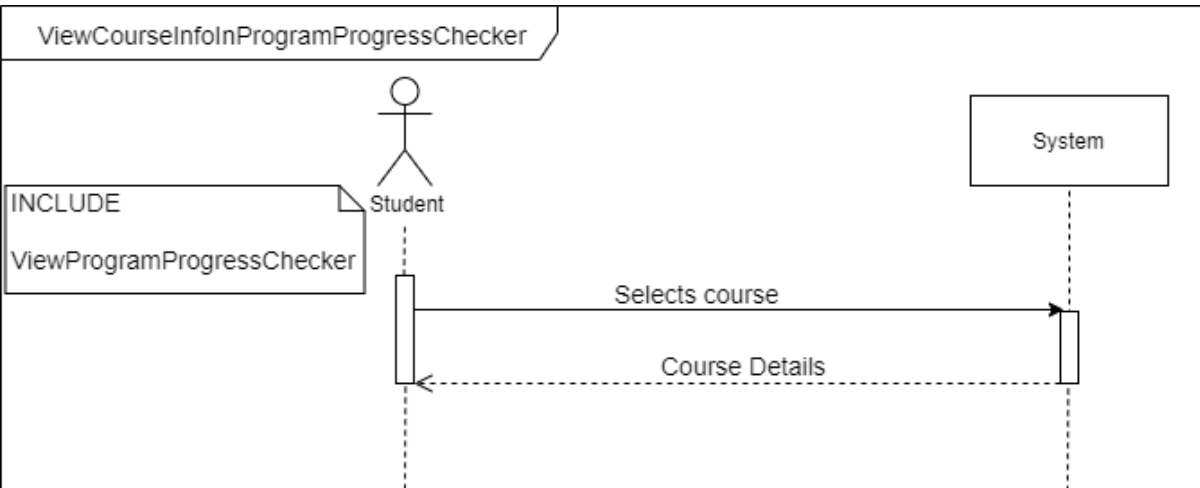 ViewCourseInfoInProgramProgressChecker
System
INCLUDE
Student
ViewProgramProgressChecker
Selects course
Course Details